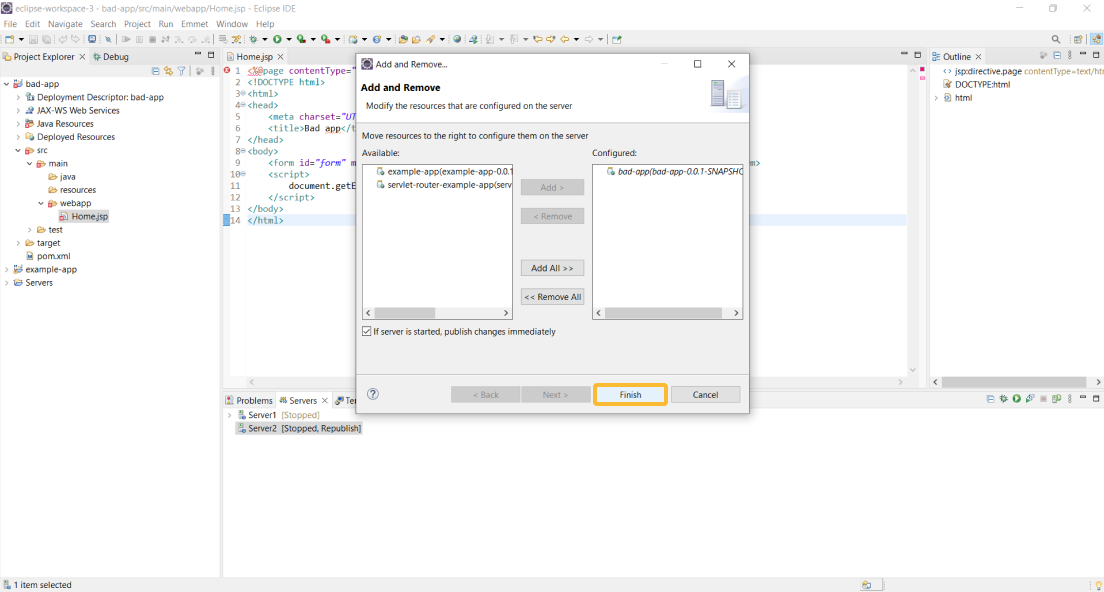 eclipse-workspace-3 - bad-app/src/main/webapp/Home.jsp - Eclipse IDE
File Edit Navigate Search Project Run Emmet Window Help
Project Explorer
Debug
bad-app
Deployment Descriptor: bad-app
JAX-WS Web Services
Java Resources
Deployed Resources
src
main
java
resources
webapp
Home.jsp
test
target
pom.xml
example-app
Servers
Home.jsp
1 <%@page contentType="
2 <!DOCTYPE html>
3 <html>
4 <head>
5 <meta charset="UT
6 <title>Bad app</t
7 </head>
8 <body>
9 <form id="form" m
10 <script>
11 document.getE
12 </script>
13 </body>
14 </html>
m>
Add and Remove...
Add and Remove
Modify the resources that are configured on the server
Move resources to the right to configure them on the server
Available:
example-app(example-app-0.0.1
servlet-router-example-app(serv
Add >
< Remove
Add All >>
<< Remove All
Configured:
bad-app(bad-app-0.0.1-SNAPSHO
If server is started, publish changes immediately
?
< Back
Next >
Finish
Cancel
Outline
jsp:directive.page contentType=text/htm
DOCTYPE:html
html
Problems
Servers
Ter
Server1 [Stopped]
Server2 [Stopped, Republish]
1 item selected